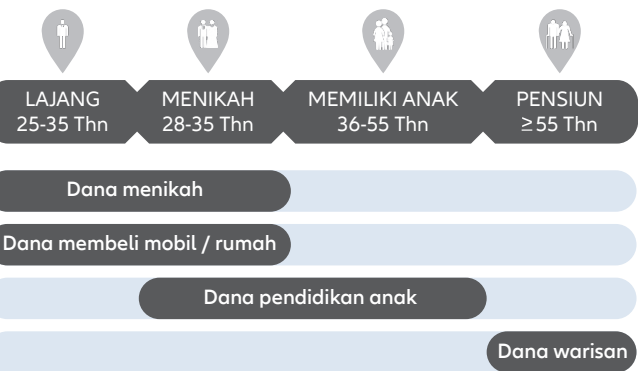 LAJANG
25-35 Thn
MENIKAH
28-35 Thn
MEMILIKI ANAK
36-55 Thn
PENSIUN
≥55 Thn
Dana menikah
Dana membeli mobil / rumah
Dana pendidikan anak
Dana warisan